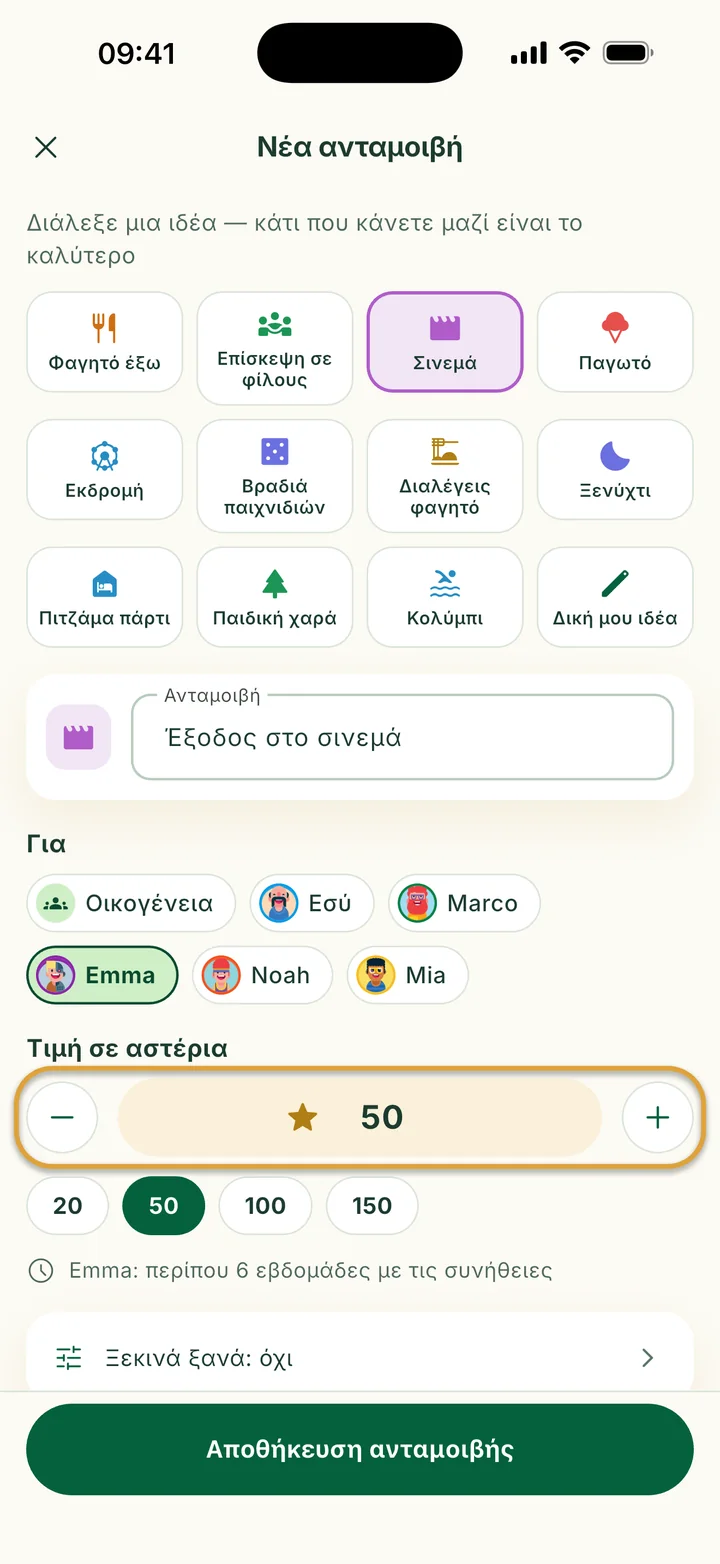 09:41
Νέα ανταμοιβή
Διάλεξε μια ιδέα — κάτι που κάνετε μαζί είναι το
καλύτερο
Φαγητό έξω
Επίσκεψη σε
φίλους
Σινεμά
Παγωτό
Εκδρομή
Βραδιά
παιχνιδιών
Διαλέγεις
φαγητό
Ξενύχτι
Πιτζάμα πάρτι
Παιδική χαρά
Κολύμπι
Δική μου ιδέα
Ανταμοιβή
Έξοδος στο σινεμά
Για
Οικογένεια
Εσύ
Marco
Emma
Noah
Mia
Τιμή σε αστέρια
50
20
50
100
150
Emma: περίπου 6 εβδομάδες με τις συνήθειες
Ξεκινά ξανά: όχι
Αποθήκευση ανταμοιβής